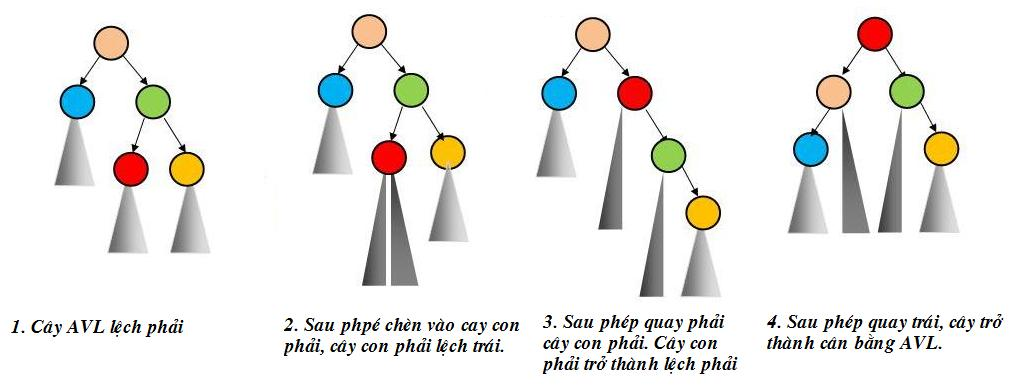 1. Cây AVL lệch phải
2. Sau phpé chèn vào cay con
phải, cây con phải lệch trái.
3. Sau phép quay phải
cây con phải. Cây con
phải trở thành lệch phải
4. Sau phép quay trái, cây trở
thành cân bằng AVL.